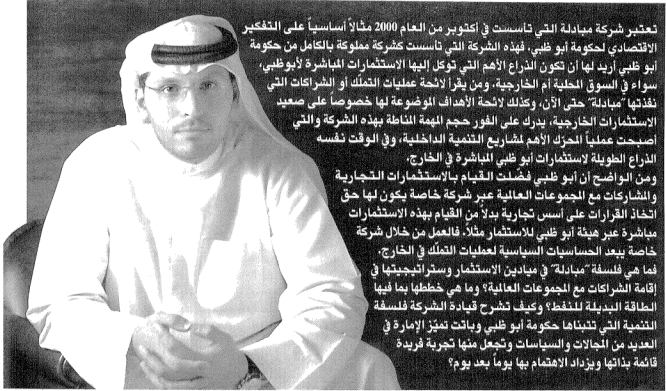 تعتبر شركة مبادلة التي تأسست في أكتوبر من العام 2000 مثالاً أساسياً على التفكير
الاقتصادي لحكومة أبو ظبي، فهذه الشركة التي تأسست كشركة مملوكة بالكامل من حكومة
أبو ظبي أريد لها أن تكون الذراع الأهم التي توكل إليها الاستثمارات المباشرة لأبوظبي،
سواء في السوق المحلية أم الخارجية، ومن يقرأ لائحة عمليات التملّك أو الشراكات التي
نفذتها "مبادلة" حتى الآن، وكذلك لائحة الأهداف الموضوعة لها خصوصاً على صعيد
الاستثمارات الخارجية، يدرك على الفور حجم المهمة المناطة بهذه الشركة والتي
أصبحت عملياً المحرّك الأهم لمشاريع التنمية الداخلية، وفي الوقت نفسه
الذراع الطويلة لاستثمارات أبو ظبي المباشرة في الخارج.
ومن الواضح أن أبو ظبي فضّلت القيام بالاستثمارات التجارية
والمشاركات مع المجموعات العالمية عبر شركة خاصة يكون لها حق
اتخاذ القرارات على أسس تجارية بدلاً من القيام بهذه الاستثمارات
مباشرة عبر هيئة أبو ظبي للاستثمار مثلاً، فالعمل من خلال شركة
خاصة يبعد الحساسيات السياسية لعمليات التملّك في الخارج.
فما هي فلسفة "مبادلة" في ميادين الاستثمار وستراتيجيتها في
إقامة الشراكات مع المجموعات العالمية؟ وما هي خططها بما فيها
الطاقة البديلة للنفط؟ وكيف تشرح قيادة الشركة فلسفة
التنمية التي تتبناها حكومة أبو ظبي وباتت تميّز الإمارة في
العديد من المجالات والسياسات وتجعل منها تجربة فريدة
قائمة بذاتها ويزداد الاهتمام بها يوماً بعد يوم؟